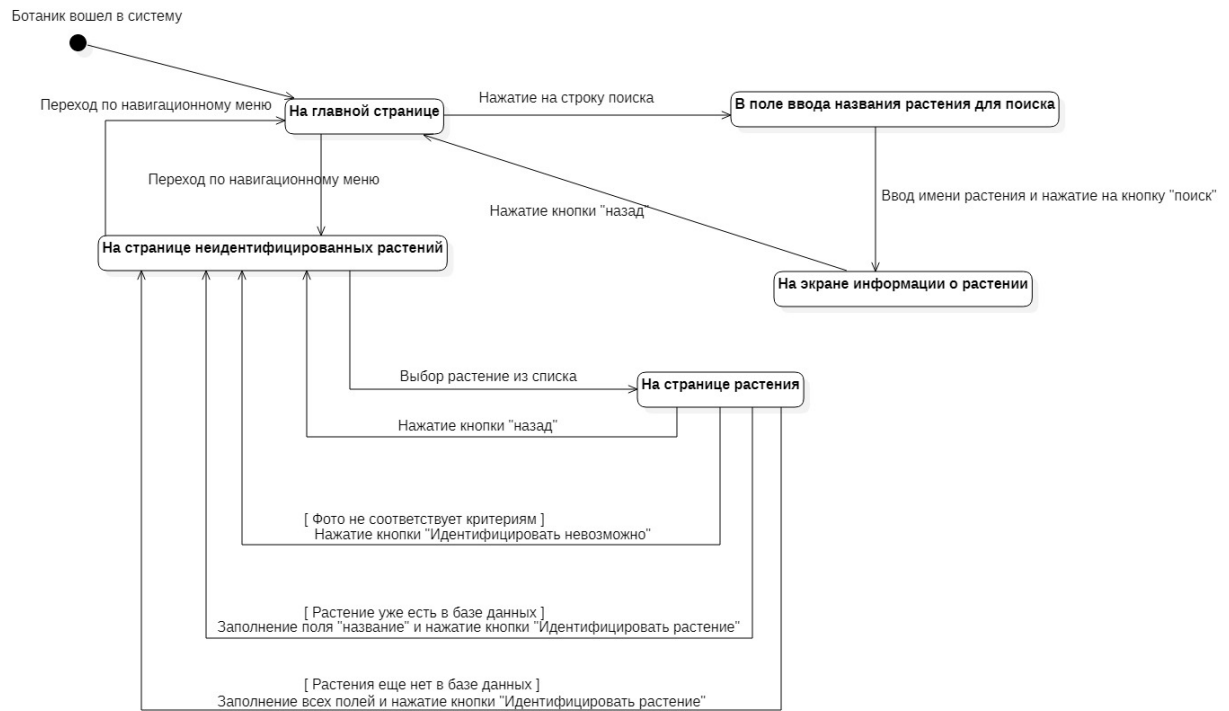 Ботаник вошел в систему
Переход по навигационному меню
На главной странице
Нажатие на строку поиска
В поле ввода названия растения для поиска
Переход по навигационному меню
Нажатие кнопки "назад"
Ввод имени растения и нажатие на кнопку "поиск"
На странице неидентифицированных растений
На экране информации о растении
Выбор растение из списка
На странице растения
Нажатие кнопки "назад"
[ Фото не соответствует критериям ]
Нажатие кнопки "Идентифицировать невозможно"
[ Растение уже есть в базе данных ]
Заполнение поля "название" и нажатие кнопки "Идентифицировать растение"
[ Растения еще нет в базе данных ]
Заполнение всех полей и нажатие кнопки "Идентифицировать растение"